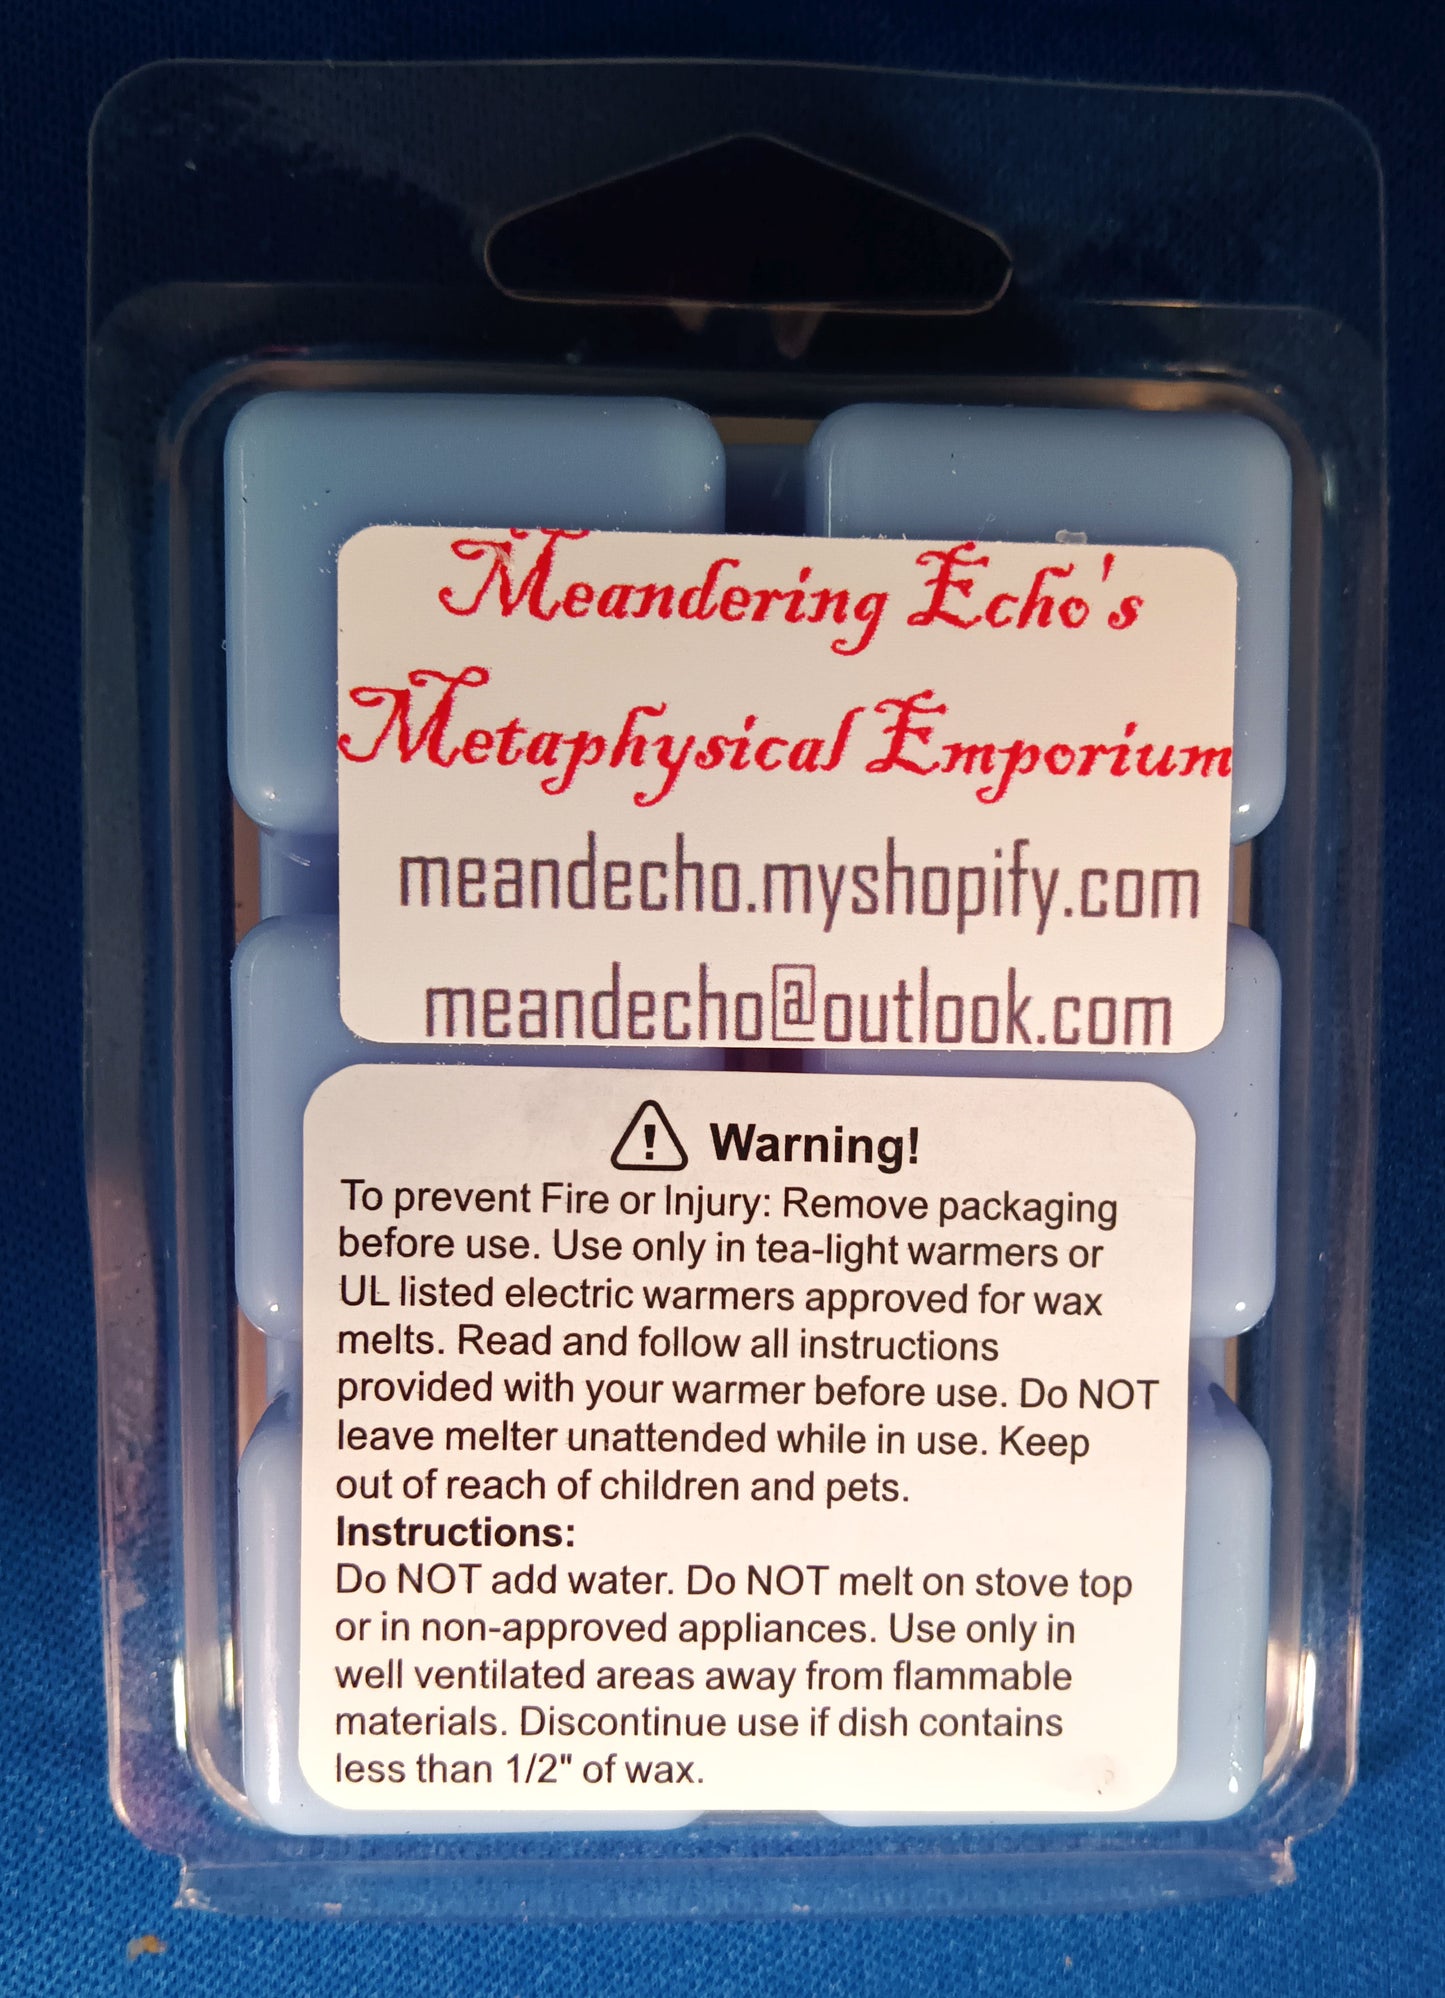 Meandering Echo's
Metaphysical Emporium
meandecho.myshopify.com
meandecho@outlook.com
Warning!
To prevent Fire or Injury: Remove packaging
before use. Use only in tea-light warmers or
UL listed electric warmers approved for wax
melts. Read and follow all instructions
provided with your warmer before use. Do NOT
leave melter unattended while in use. Keep
out of reach of children and pets.
Instructions:
Do NOT add water. Do NOT melt on stove top
or in non-approved appliances. Use only in
well ventilated areas away from flammable
materials. Discontinue use if dish contains
less than 1/2" of wax.